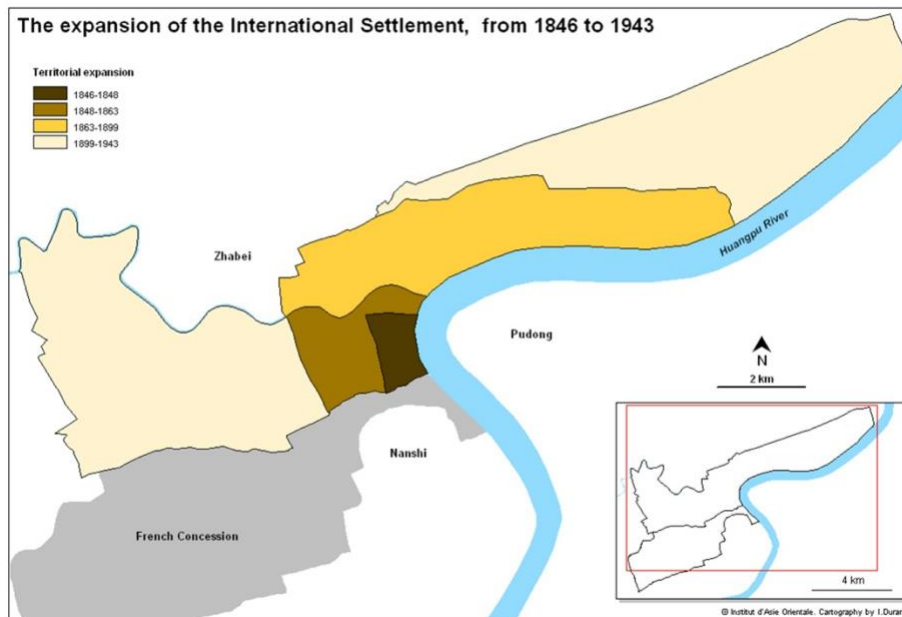 The expansion of the International Settlement, from 1846 to 1943
Territorial expansion
1846-1848
1848-1863
1863-1899
1899-1943
Huangpu River
Zhabei
Pudong
N
2 km
Nanshi
French Concession
4 km
© Institut d'Asie Orientale. Cartography by I.Duran